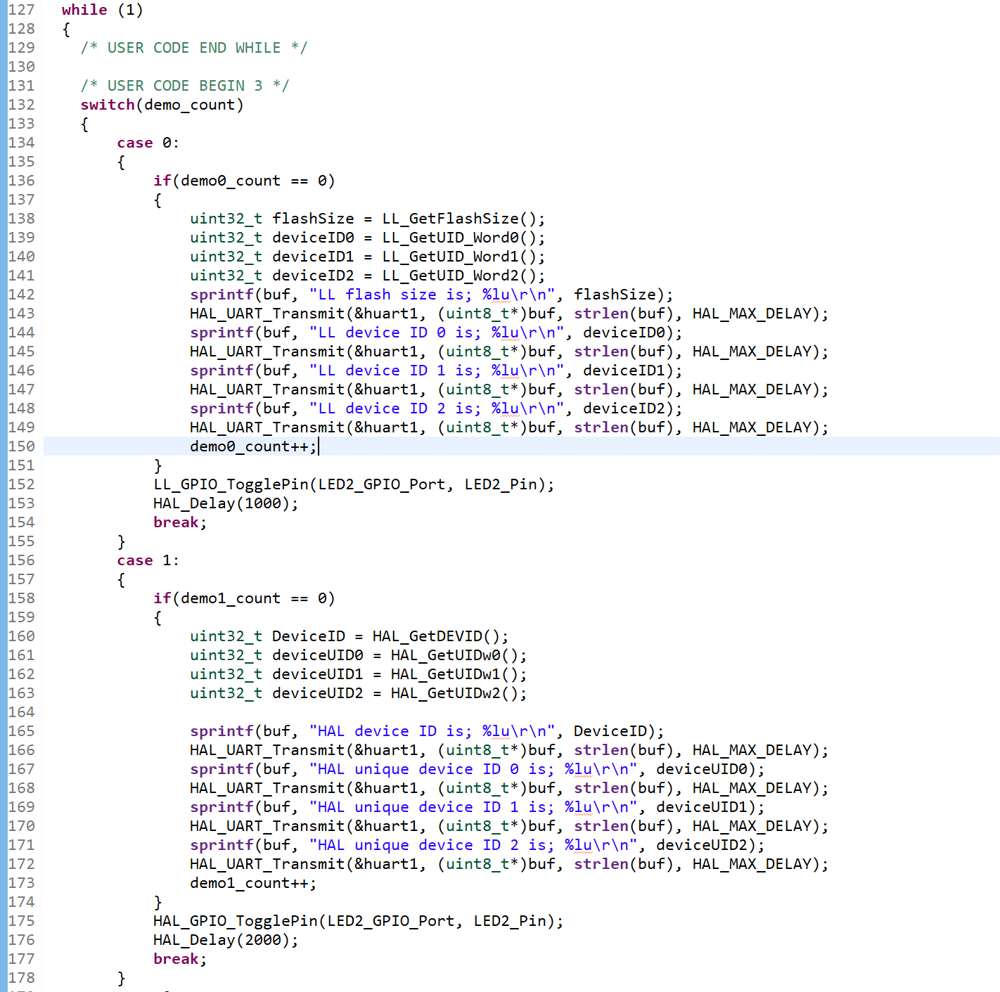 127 while (1)
128 {
129 /* USER CODE END WHILE */
130
131 /* USER CODE BEGIN 3 */
132 switch(demo_count)
133 {
134 case 0:
135 {
136 if(demo0_count == 0)
137 {
138 uint32_t flashSize = LL_GetFlashSize();
139 uint32_t deviceID0 = LL_GetUID_Word0();
140 uint32_t deviceID1 = LL_GetUID_Word1();
141 uint32_t deviceID2 = LL_GetUID_Word2();
142 sprintf(buf, "LL flash size is; %lu\r\n", flashSize);
143 HAL_UART_Transmit(&huart1, (uint8_t*)buf, strlen(buf), HAL_MAX_DELAY);
144 sprintf(buf, "LL device ID 0 is; %lu\r\n", deviceID0);
145 HAL_UART_Transmit(&huart1, (uint8_t*)buf, strlen(buf), HAL_MAX_DELAY);
146 sprintf(buf, "LL device ID 1 is; %lu\r\n", deviceID1);
147 HAL_UART_Transmit(&huart1, (uint8_t*)buf, strlen(buf), HAL_MAX_DELAY);
148 sprintf(buf, "LL device ID 2 is; %lu\r\n", deviceID2);
149 HAL_UART_Transmit(&huart1, (uint8_t*)buf, strlen(buf), HAL_MAX_DELAY);
150 demo0_count++;
151 }
152 LL_GPIO_TogglePin(LED2_GPIO_Port, LED2_Pin);
153 HAL_Delay(1000);
154 break;
155 }
156 case 1:
157 {
158 if(demo1_count == 0)
159 {
160 uint32_t DeviceID = HAL_GetDEVID();
161 uint32_t deviceUID0 = HAL_GetUIDw0();
162 uint32_t deviceUID1 = HAL_GetUIDw1();
163 uint32_t deviceUID2 = HAL_GetUIDw2();
164
165 sprintf(buf, "HAL device ID is; %lu\r\n", DeviceID);
166 HAL_UART_Transmit(&huart1, (uint8_t*)buf, strlen(buf), HAL_MAX_DELAY);
167 sprintf(buf, "HAL unique device ID 0 is; %lu\r\n", deviceUID0);
168 HAL_UART_Transmit(&huart1, (uint8_t*)buf, strlen(buf), HAL_MAX_DELAY);
169 sprintf(buf, "HAL unique device ID 1 is; %lu\r\n", deviceUID1);
170 HAL_UART_Transmit(&huart1, (uint8_t*)buf, strlen(buf), HAL_MAX_DELAY);
171 sprintf(buf, "HAL unique device ID 2 is; %lu\r\n", deviceUID2);
172 HAL_UART_Transmit(&huart1, (uint8_t*)buf, strlen(buf), HAL_MAX_DELAY);
173 demo1_count++;
174 }
175 HAL_GPIO_TogglePin(LED2_GPIO_Port, LED2_Pin);
176 HAL_Delay(2000);
177 break;
178 }